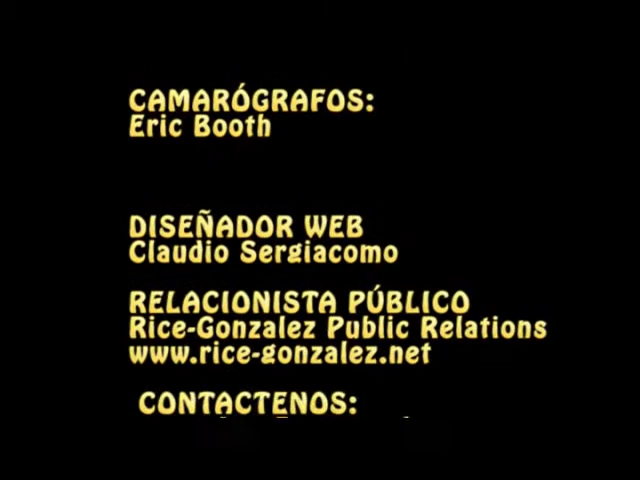 CAMARÓGRAFOS:
Eric Booth
DISEÑADOR WEB
Claudio Sergiacomo
RELACIONISTA PÚBLICO
Rice-Gonzalez Public Relations
www.rice-gonzalez.net
CONTACTENOS: